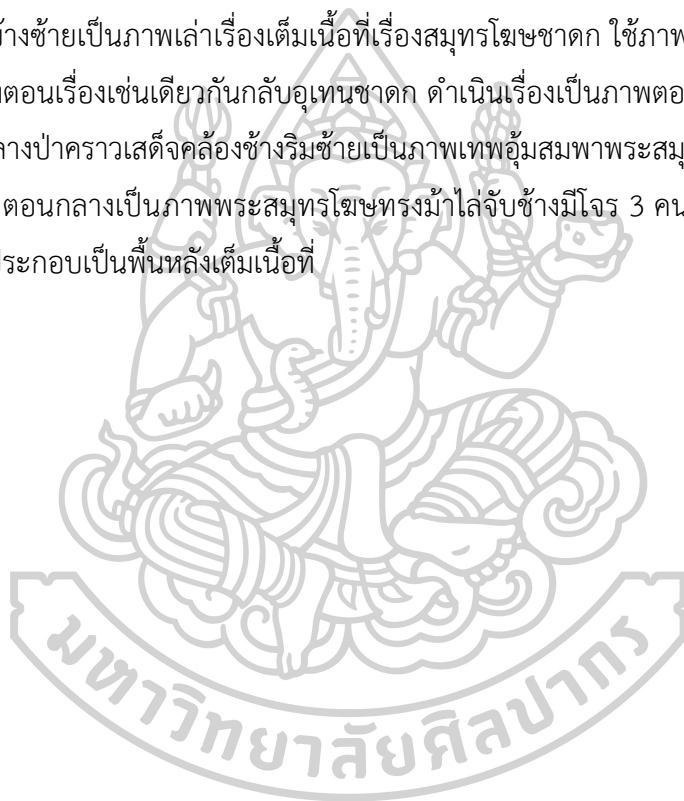 ข้างซ้ายเป็นภาพเล่าเรื่องเต็มเนื้อที่เรื่องสมุทรโฆษชาดก ใช้ภาพ
ตอนเรื่องเช่นเดียวกันกลับอุเทนชาดก ดำเนินเรื่องเป็นภาพตอ
ลางป่าคราวเสด็จคล้องช้างริมซ้ายเป็นภาพเทพอุ้มสมพาพระสมุ
ตอนกลางเป็นภาพพระสมุทรโฆษทรงม้าไล่จับช้างมีโจร 3 คน
ประกอบเป็นพื้นหลังเต็มเนื้อที่
มหาวิทยาลัยศิลปากร